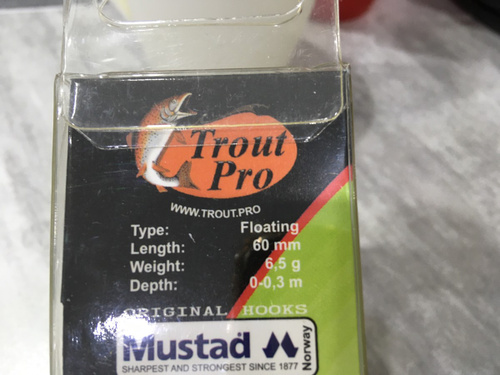 Trout
Pro
WWW.TROUT.PRO
Type: Floating
Length: 60 mm
Weight: 6,5 g
Depth: 0-0,3 m
ORIGINAL HOOKS
Mustad
Norway
SHARPEST AND STRONGEST SINCE 1877